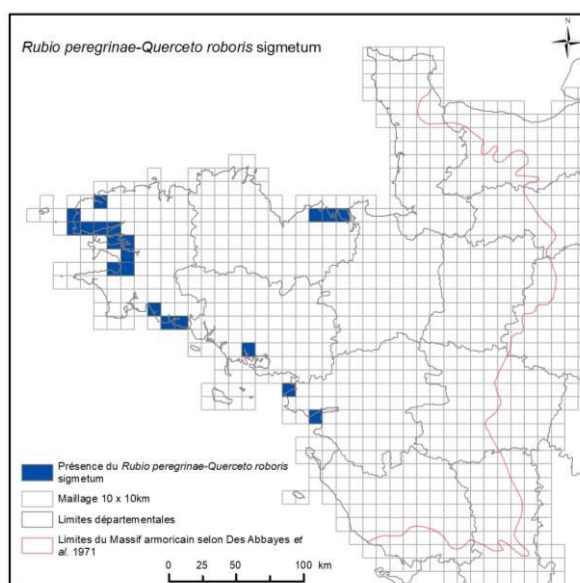 Rubio peregrinae-Querceto roboris sigmetum
N
Présence du Rubio peregrinae-Querceto roboris
sigmetum
Maillage 10 x 10km
Limites départementales
Limites du Massif armoricain selon Des Abbayes et
al. 1971
0 25 50 100 km